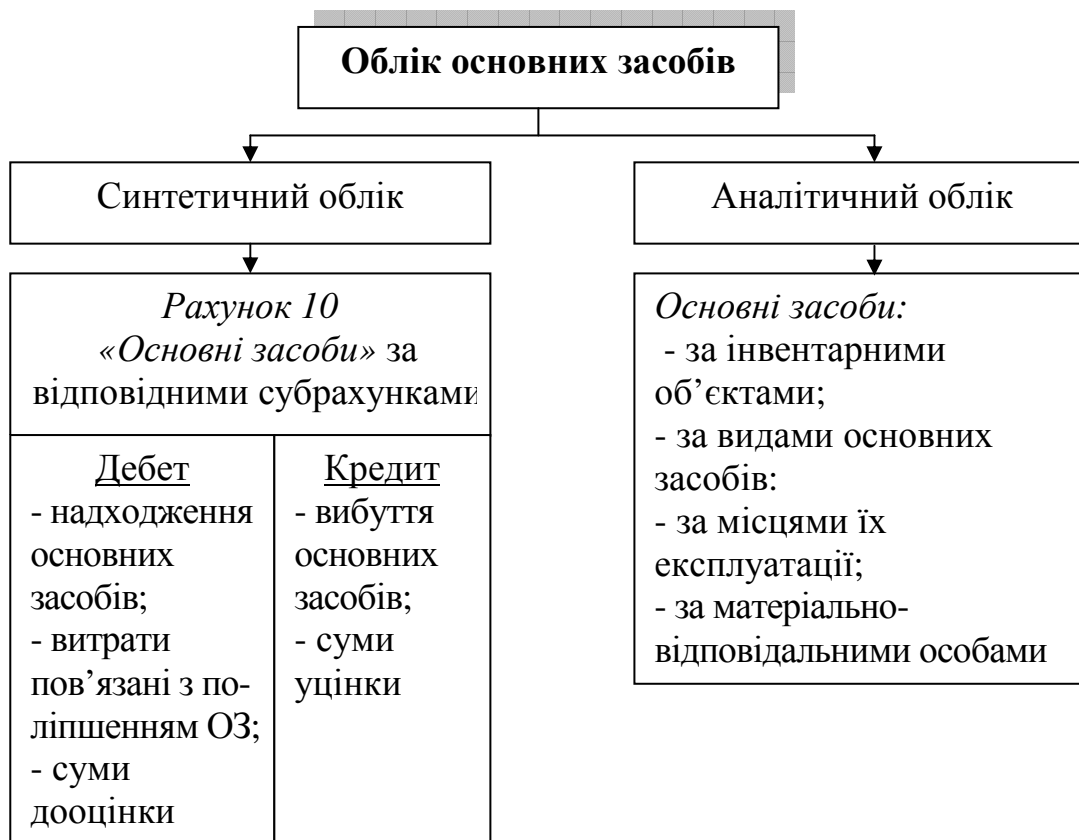 Облік основних засобів
Синтетичний облік
Рахунок 10
«Основні засоби» за
відповідними субрахунками
Дебет
- надходження
основних
засобів;
- витрати
пов’язані з по-
ліпшенням ОЗ;
- суми
дооцінки
Кредит
- вибуття
основних
засобів;
- суми
уцінки
Аналітичний облік
Основні засоби:
- за інвентарними
об’єктами;
- за видами основних
засобів:
- за місцями їх
експлуатації;
- за матеріально-
відповідальними особами